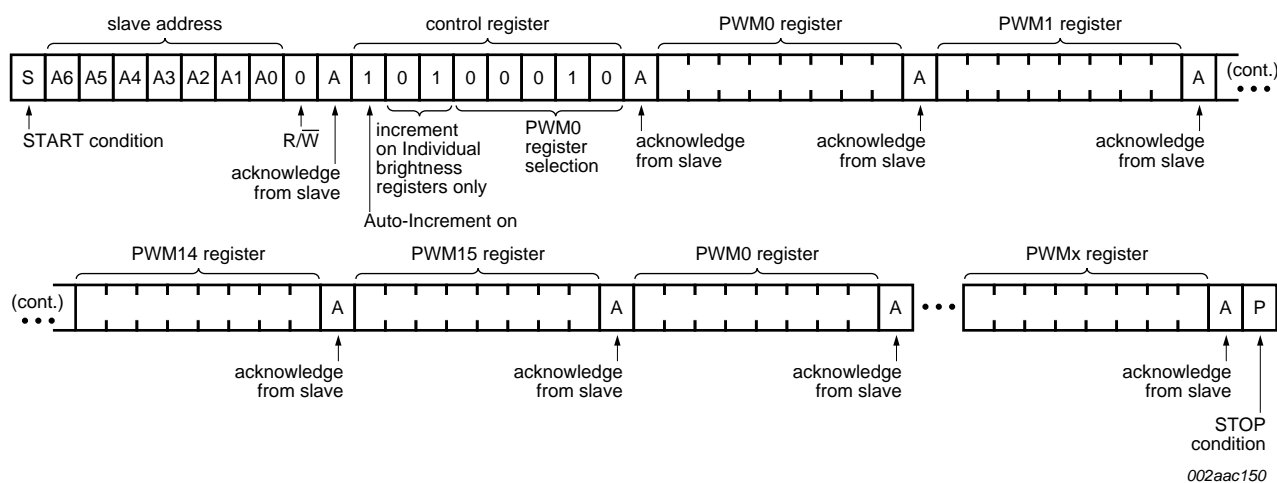 slave address control register PWM0 register PWM1 register
S A6 A5 A4 A3 A2 A1 A0 0 A 1 0 1 0 0 0 1 0 A A A (cont.)
START condition
R/W̅
acknowledge
from slave
increment
on Individual
brightness
registers only
Auto-Increment on
PWM0
register
selection
acknowledge
from slave
acknowledge
from slave
acknowledge
from slave
PWM14 register PWM15 register PWM0 register PWMx register
(cont.) A A A A P
acknowledge
from slave
acknowledge
from slave
acknowledge
from slave
acknowledge
from slave
STOP
condition
002aac150